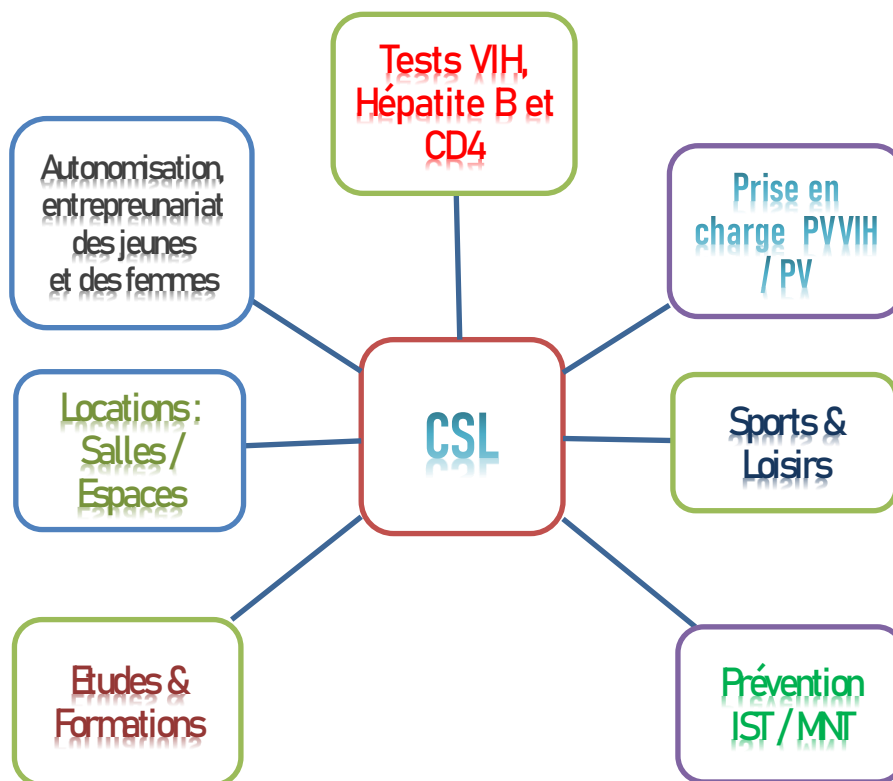 Tests VIH,
Hépatite B et
CD4
Autonomisation,
entrepreunariat
des jeunes
et des femmes
Prise en
charge PVVIH
/ PV
CSL
Locations :
Salles /
Espaces
Sports &
Loisirs
Etudes &
Formations
Prévention
IST / MNT